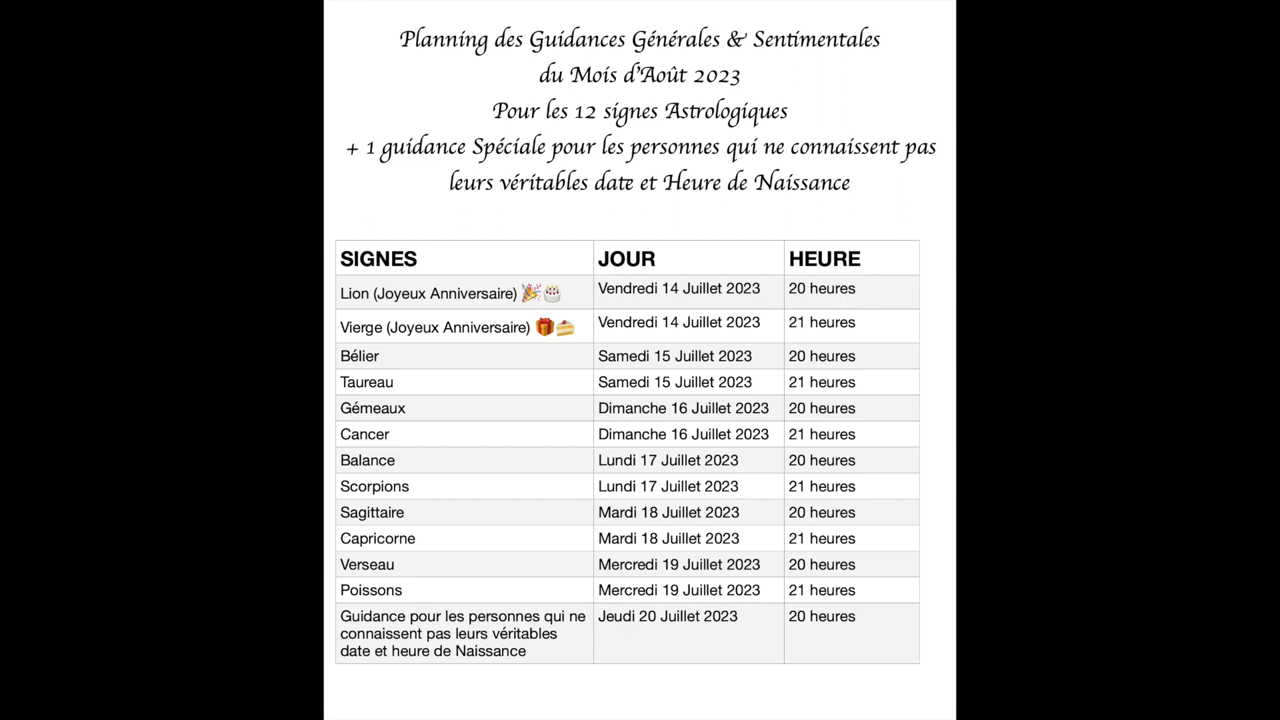 Planning des Guidances Générales & Sentimentales
du Mois d'Août 2023
Pour les 12 signes Astrologiques
+ 1 guidance Spéciale pour les personnes qui ne connaissent pas
leurs véritables date et Heure de Naissance
SIGNES JOUR HEURE
Lion (Joyeux Anniversaire) 🎉🎂 Vendredi 14 Juillet 2023 20 heures
Vierge (Joyeux Anniversaire) 🎁🍰 Vendredi 14 Juillet 2023 21 heures
Bélier Samedi 15 Juillet 2023 20 heures
Taureau Samedi 15 Juillet 2023 21 heures
Gémeaux Dimanche 16 Juillet 2023 20 heures
Cancer Dimanche 16 Juillet 2023 21 heures
Balance Lundi 17 Juillet 2023 20 heures
Scorpions Lundi 17 Juillet 2023 21 heures
Sagittaire Mardi 18 Juillet 2023 20 heures
Capricorne Mardi 18 Juillet 2023 21 heures
Verseau Mercredi 19 Juillet 2023 20 heures
Poissons Mercredi 19 Juillet 2023 21 heures
Guidance pour les personnes qui ne Jeudi 20 Juillet 2023 20 heures
connaissent pas leurs véritables
date et heure de Naissance